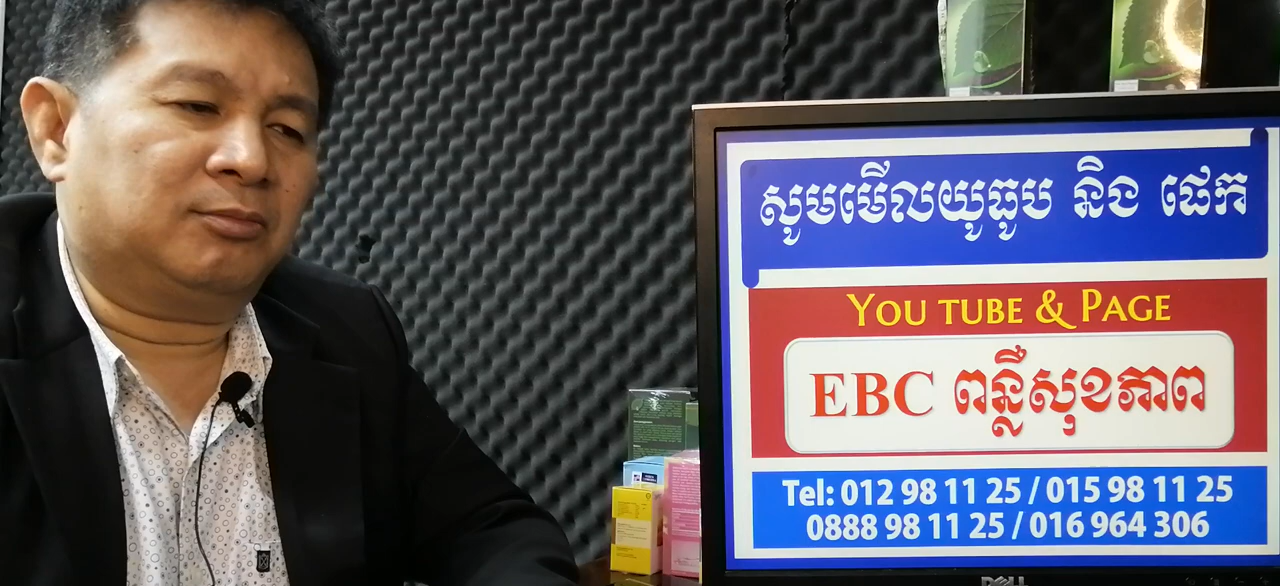 សូមមើលយូធូប និង ផេក
YOU TUBE & PAGE
EBC ពន្លឺសុខភាព
Tel: 012 98 11 25 / 015 98 11 25
0888 98 11 25 / 016 964 306
DELL